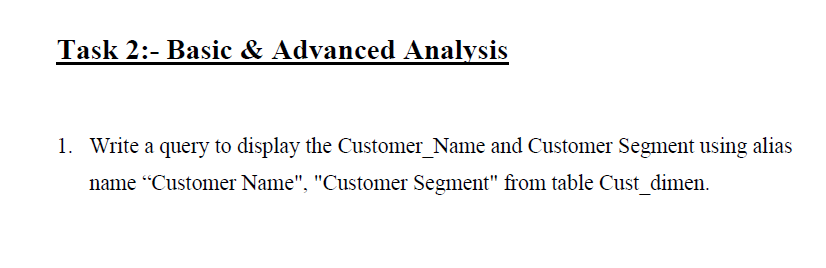 Task 2:- Basic & Advanced Analysis
1. Write a query to display the Customer_Name and Customer Segment using alias
name “Customer Name", "Customer Segment" from table Cust_dimen.